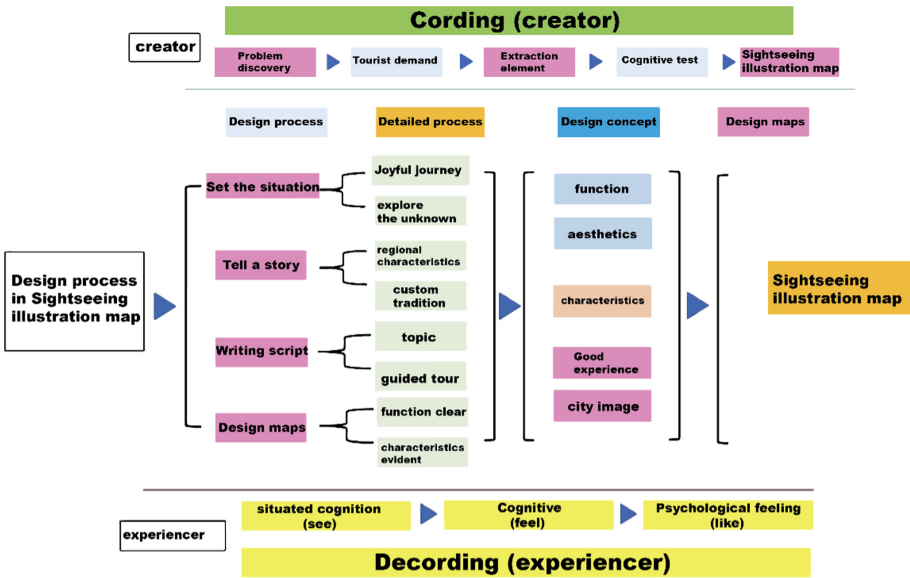 Cording (creator)
creator
Problem
discovery
Tourist demand
Extraction
element
Cognitive test
Sightseeing
illustration map
Design process
Detailed process
Design concept
Design maps
Design process
in Sightseeing
illustration map
Set the situation
Joyful journey
explore
the unknown
Tell a story
regional
characteristics
custom
tradition
Writing script
topic
guided tour
Design maps
function clear
characteristics
evident
function
aesthetics
characteristics
Good
experience
city image
Sightseeing
illustration map
experiencer
situated cognition
(see)
Cognitive
(feel)
Psychological feeling
(like)
Decording (experiencer)